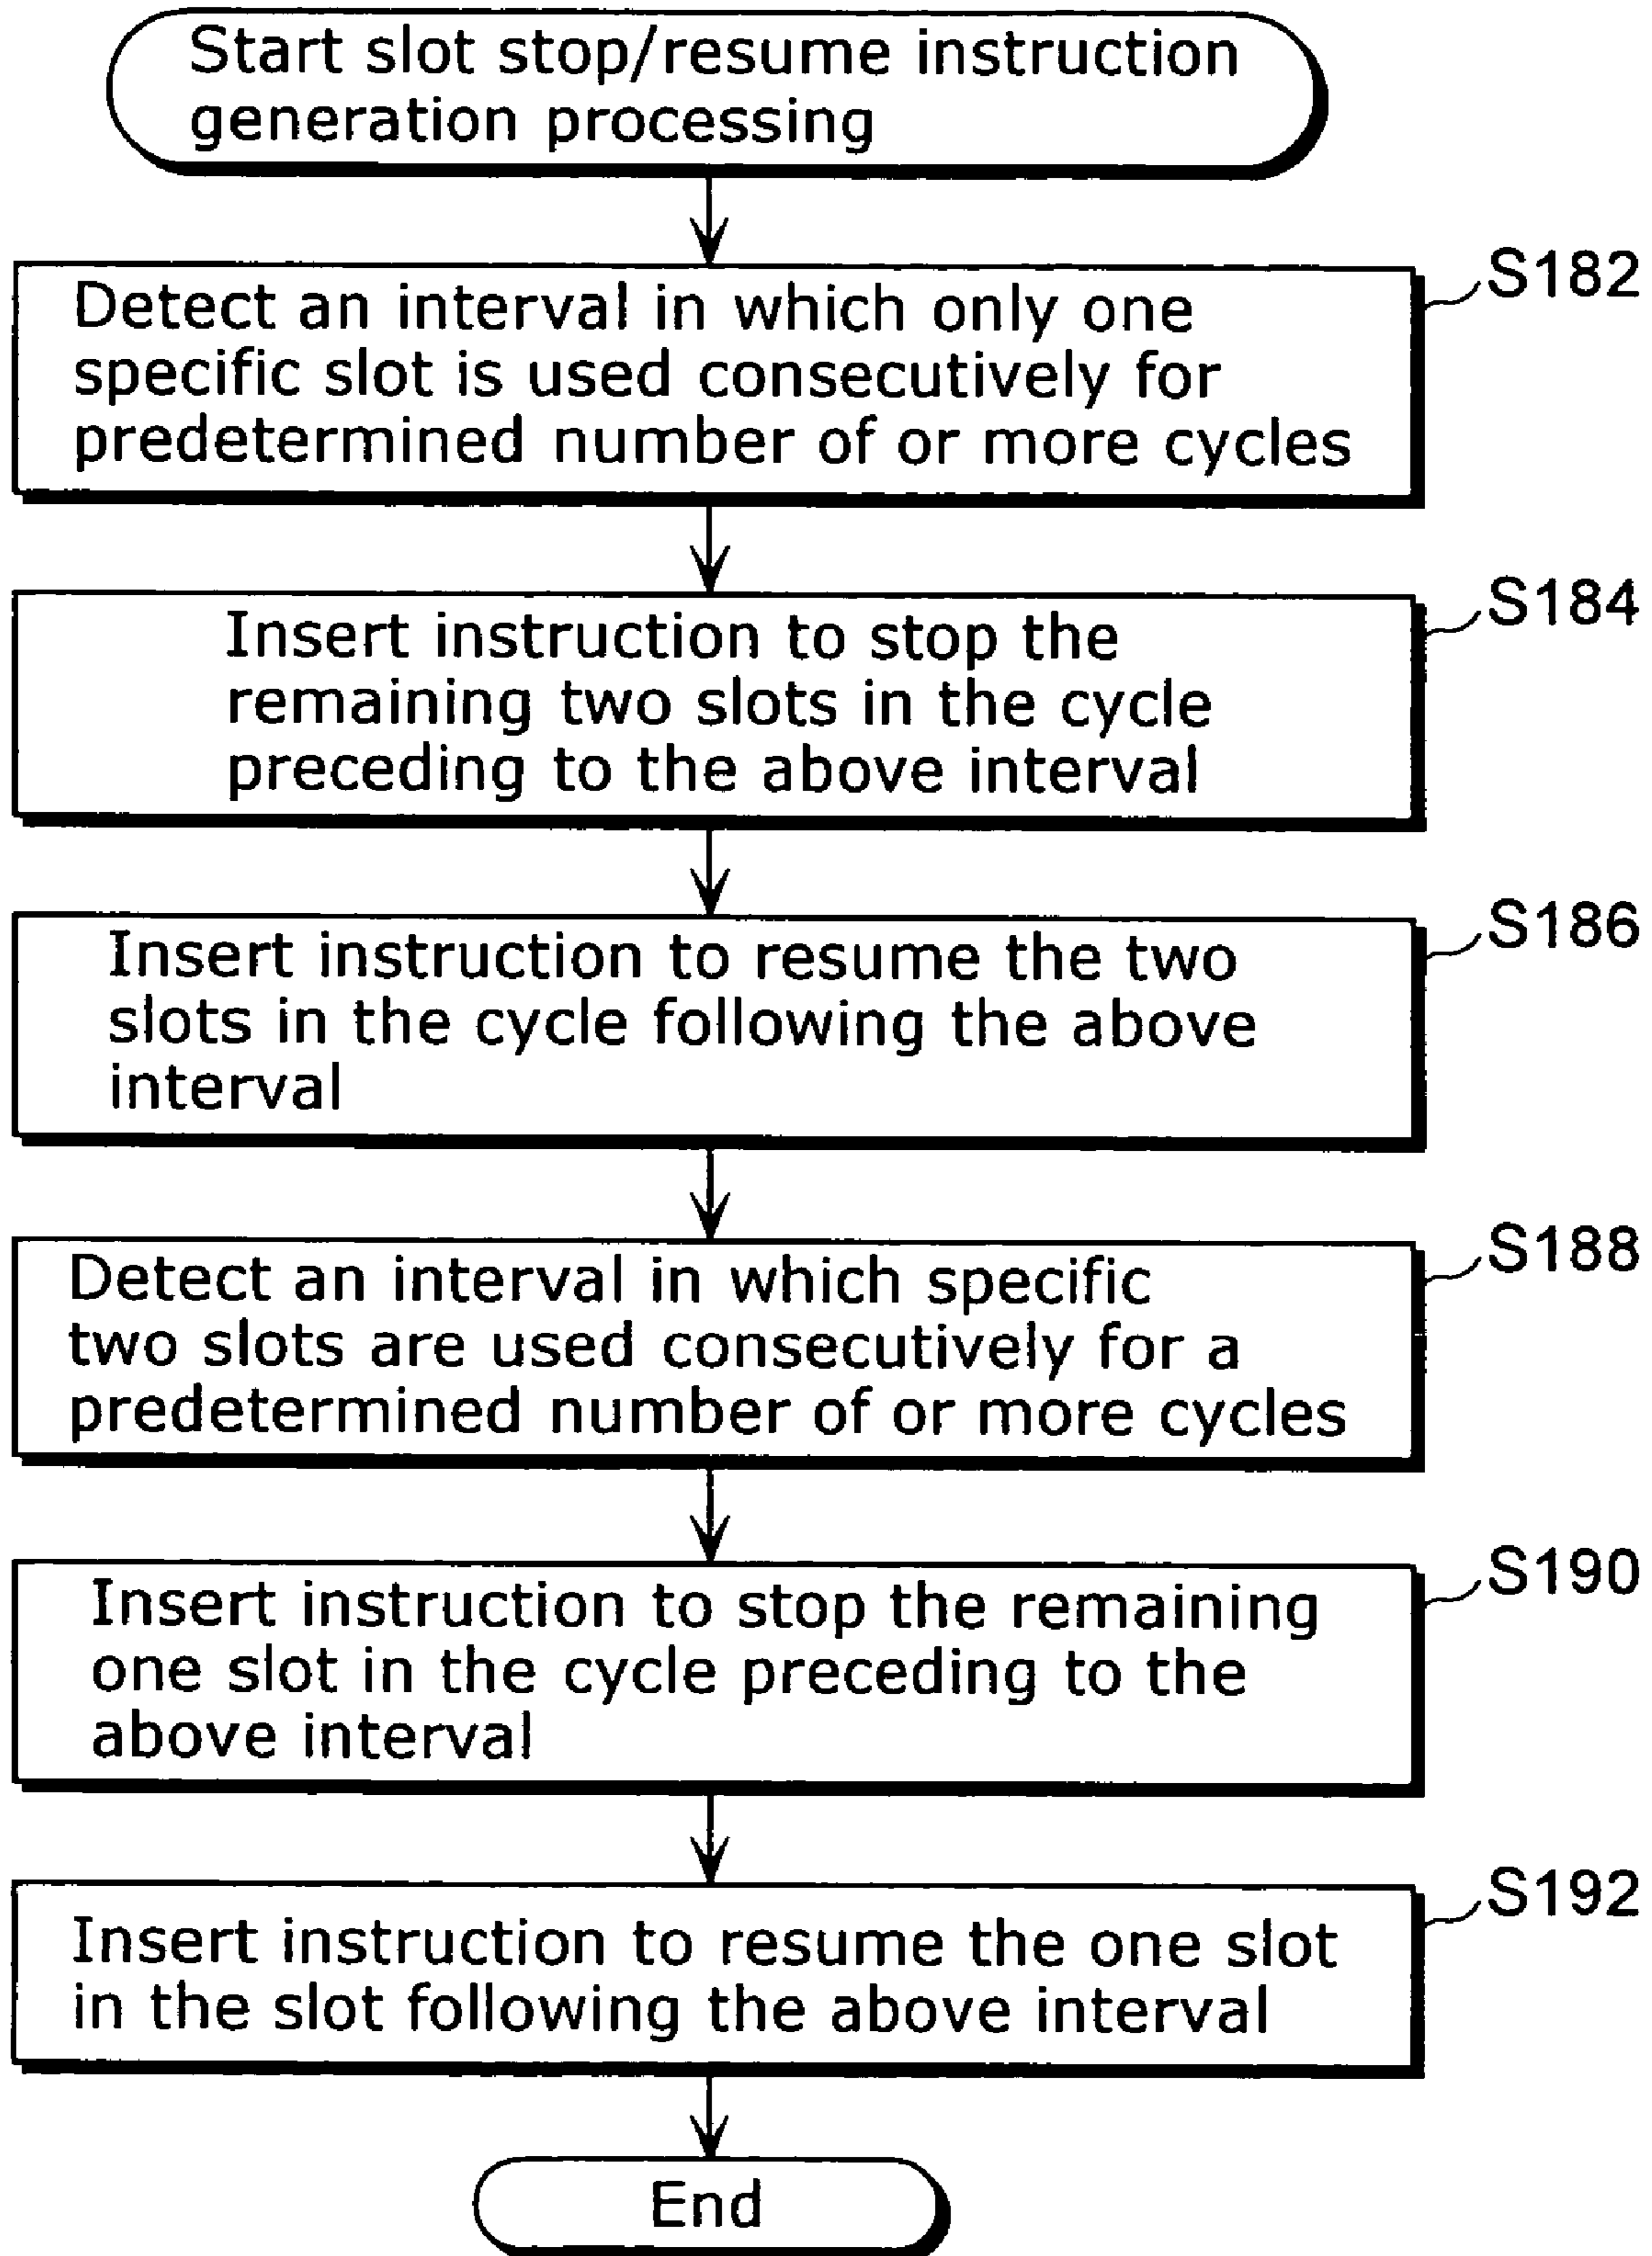 Start slot stop/resume instruction
generation processing
S182
Detect an interval in which only one
specific slot is used consecutively for
predetermined number of or more cycles
S184
Insert instruction to stop the
remaining two slots in the cycle
preceding to the above interval
S186
Insert instruction to resume the two
slots in the cycle following the above
interval
S188
Detect an interval in which specific
two slots are used consecutively for a
predetermined number of or more cycles
S190
Insert instruction to stop the remaining
one slot in the cycle preceding to the
above interval
S192
Insert instruction to resume the one slot
in the slot following the above interval
End